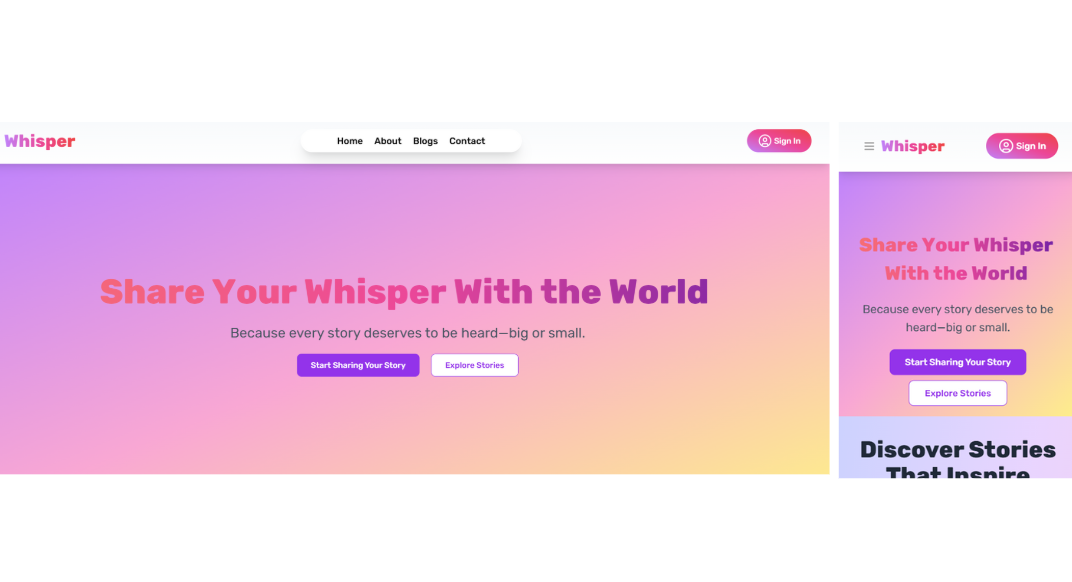 Whisper
Home About Blogs Contact
Sign In
Share Your Whisper With the World
Because every story deserves to be heard—big or small.
Start Sharing Your Story
Explore Stories
Whisper
Sign In
Share Your Whisper
With the World
Because every story deserves to be
heard—big or small.
Start Sharing Your Story
Explore Stories
Discover Stories
That Inspire